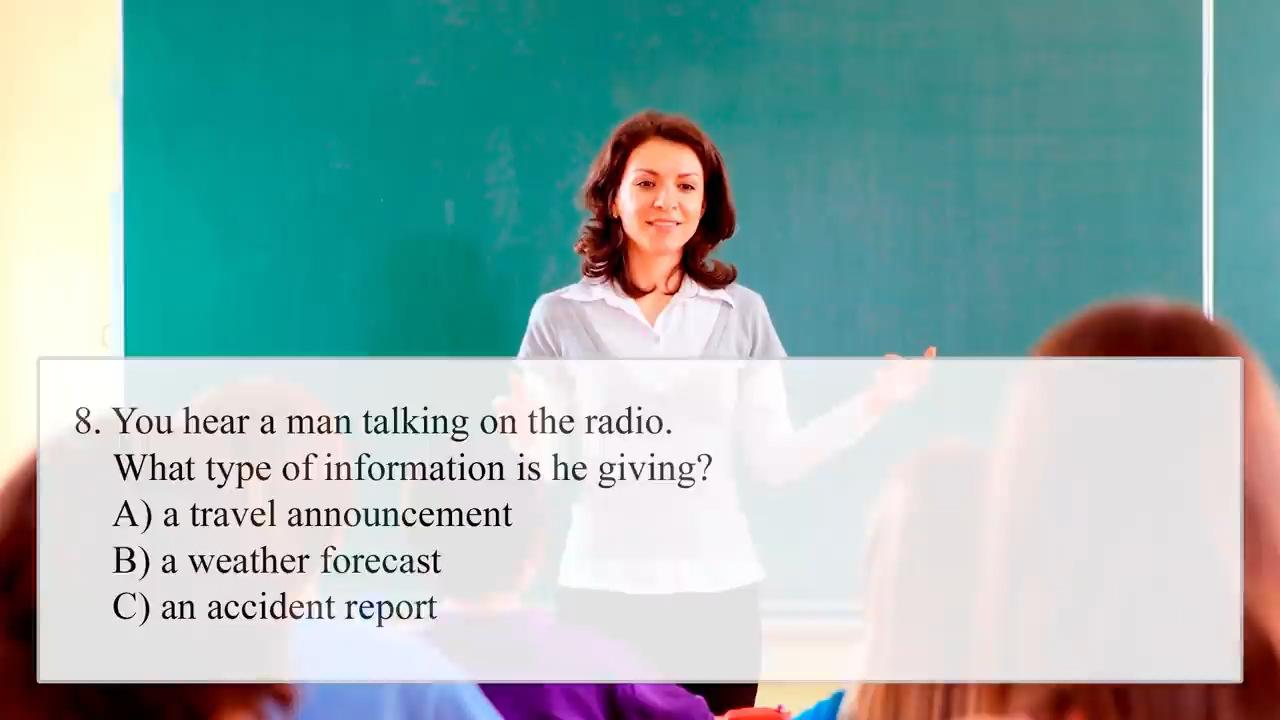 8. You hear a man talking on the radio.
What type of information is he giving?
A) a travel announcement
B) a weather forecast
C) an accident report